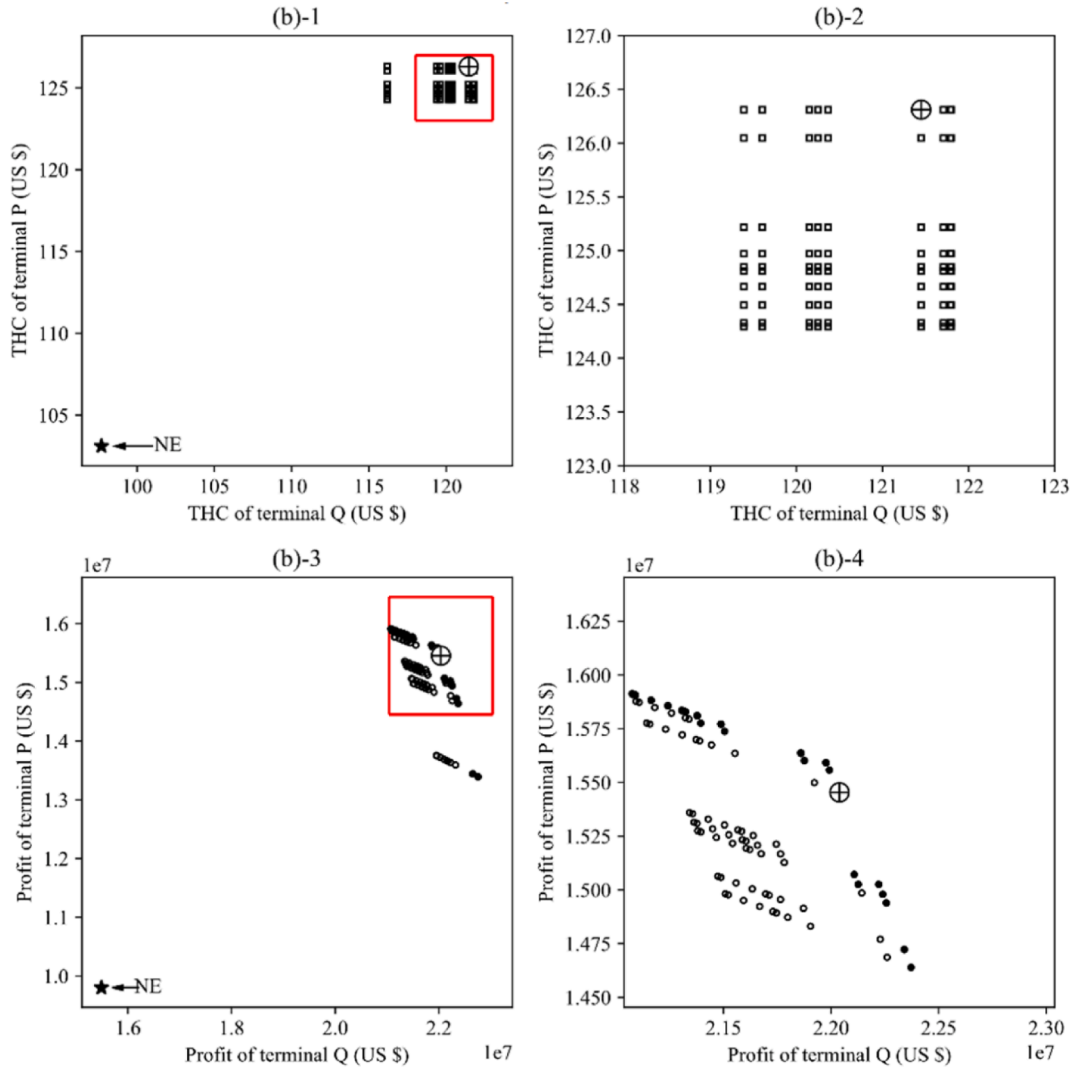 (b)-1
THC of terminal P (US $)
125
120
115
110
105
NE
100 105 110 115 120
THC of terminal Q (US $)
(b)-2
THC of terminal P (US $)
127.0
126.5
126.0
125.5
125.0
124.5
124.0
123.5
123.0
118 119 120 121 122 123
THC of terminal Q (US $)
(b)-3
1e7
Profit of terminal P (US $)
1.6
1.5
1.4
1.3
1.2
1.1
1.0
NE
1.6 1.8 2.0 2.2
Profit of terminal Q (US $)
1e7
(b)-4
1e7
Profit of terminal P (US $)
1.625
1.600
1.575
1.550
1.525
1.500
1.475
1.450
2.15 2.20 2.25 2.30
Profit of terminal Q (US $)
1e7